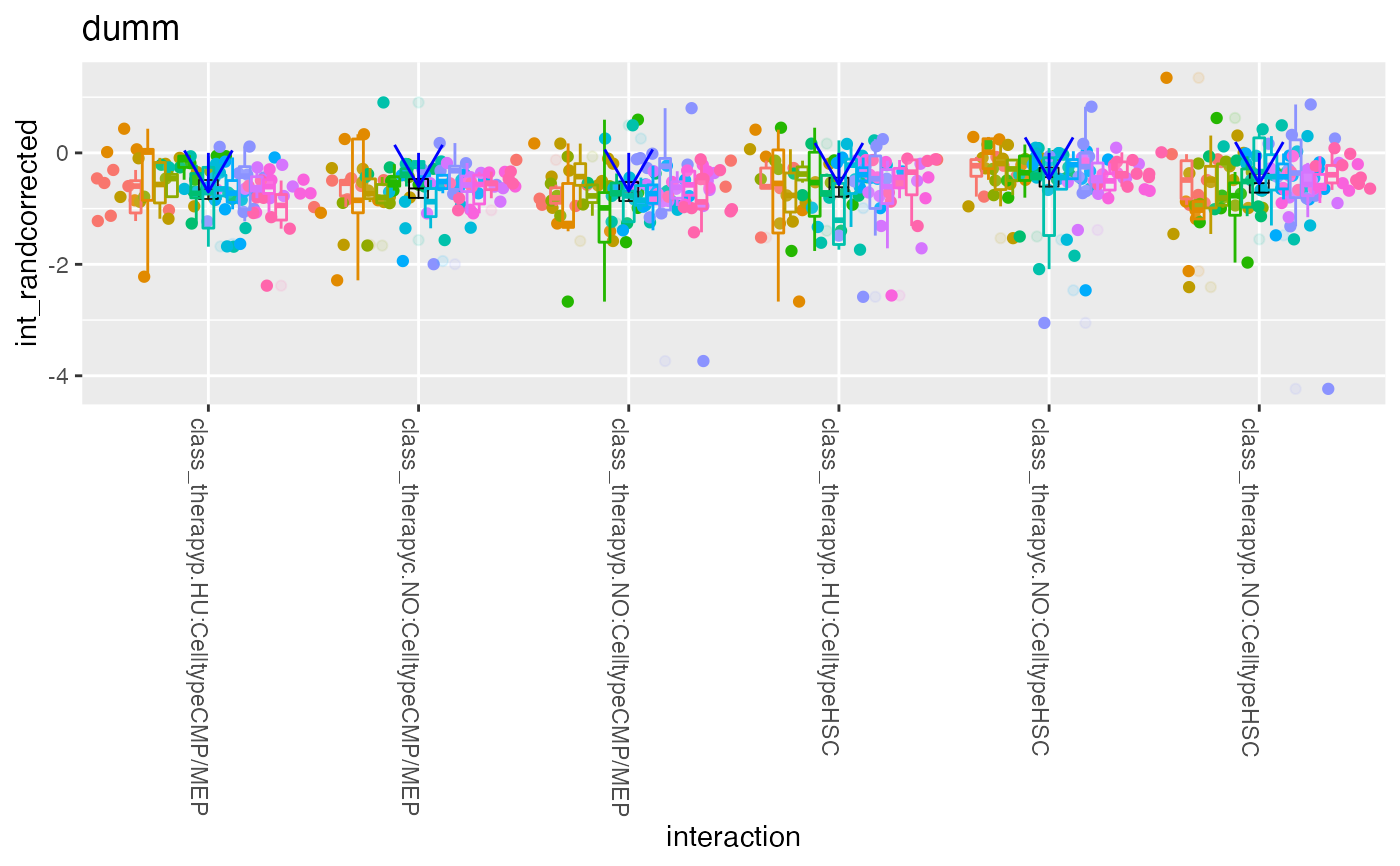 dumm
int_randcorrected
0
-2
-4
class_therapyp.HU:CelltypeCMP/MEP
class_therapyc.NO:CelltypeCMP/MEP
class_therapyp.NO:CelltypeCMP/MEP
class_therapyp.HU:CelltypeHSC
class_therapyc.NO:CelltypeHSC
class_therapyp.NO:CelltypeHSC
interaction